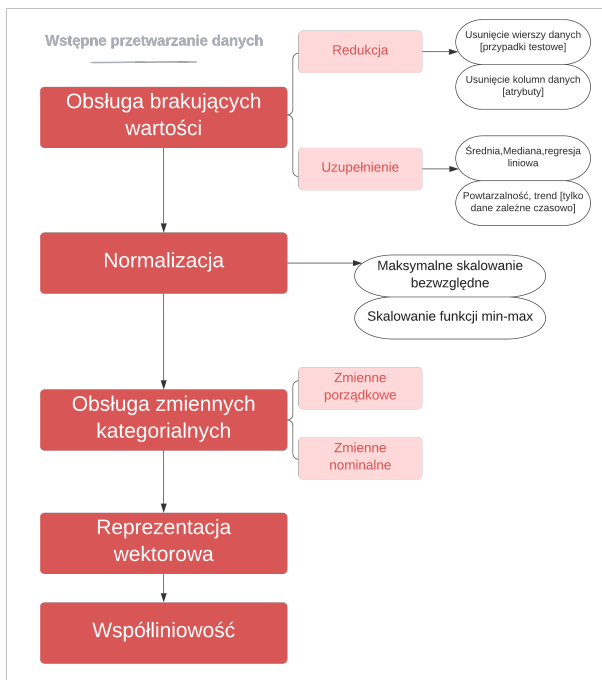 Wstępne przetwarzanie danych
Obsługa brakujących
wartości
Redukcja
Usunięcie wierszy danych
[przypadki testowe]
Usunięcie kolumn danych
[atrybuty]
Uzupełnienie
Średnia,Mediana,regresja
liniowa
Powtarzalność, trend [tylko
dane zależne czasowo]
Normalizacja
Maksymalne skalowanie
bezwzględne
Skalowanie funkcji min-max
Obsługa zmiennych
kategorialnych
Zmienne
porządkowe
Zmienne
nominalne
Reprezentacja
wektorowa
Współliniowość